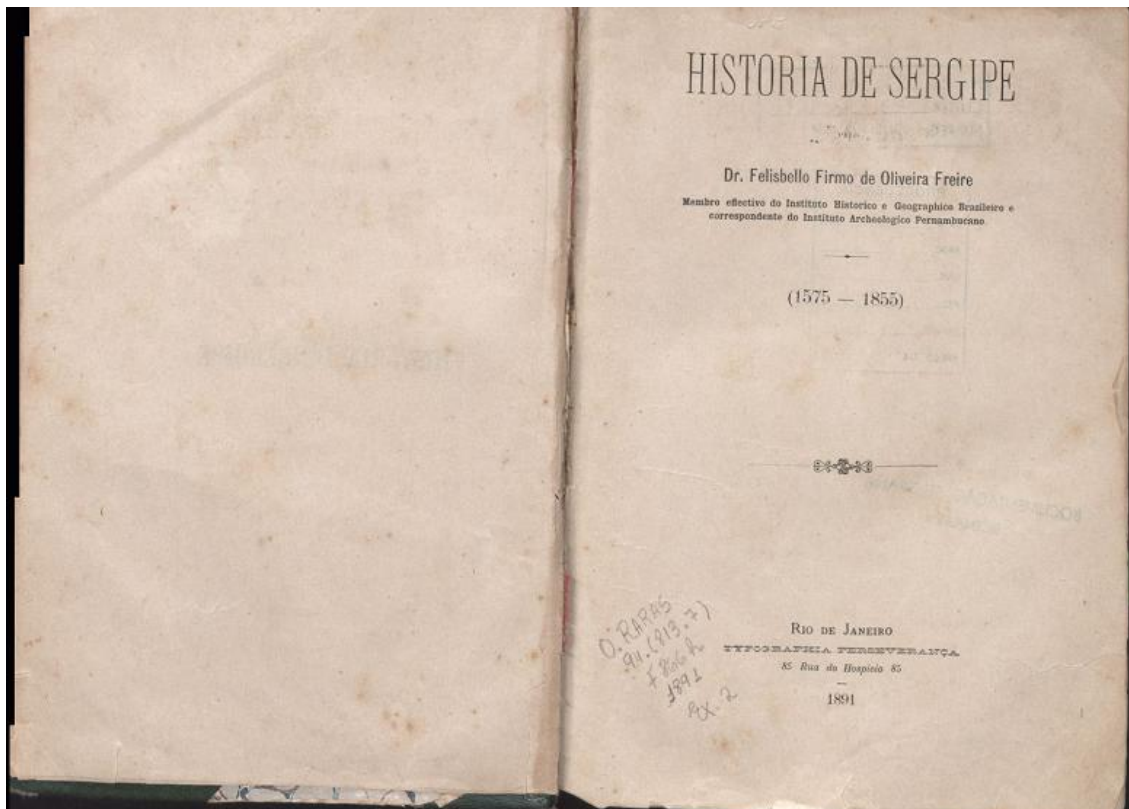 HISTORIA DE SERGIPE
Dr. Felisbello Firmo de Oliveira Freire
Membro effectivo do Instituto Historico e Geographico Brazileiro e
correspondente do Instituto Archeologico Pernambucano
(1575 — 1855)
RIO DE JANEIRO
TYPOGRAPHIA PERSEVERANÇA
85 Rua do Hospicio 85
1891
O. RARAS
94.(813.7)
F866h
1891
ex. 2